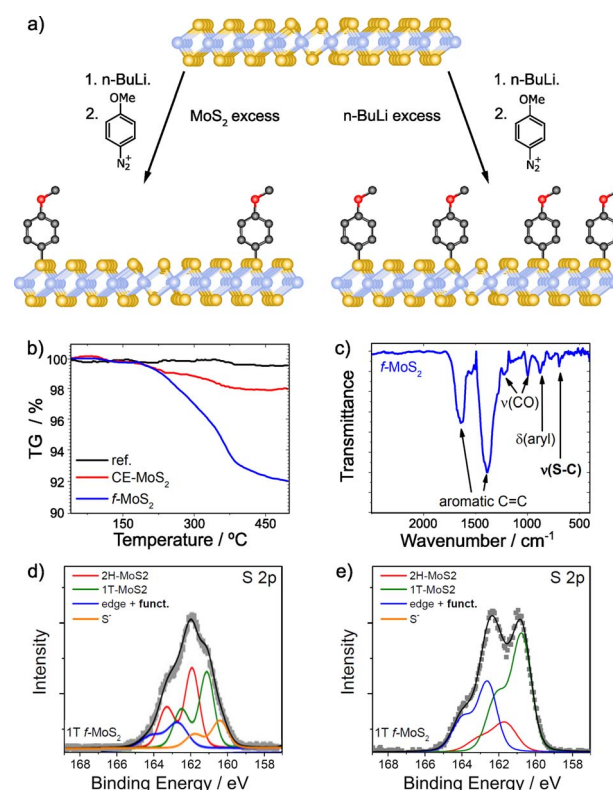 a)
1. n-BuLi.
2.
OMe
N2+
MoS2 excess
n-BuLi excess
1. n-BuLi.
2.
OMe
N2+
b)
TG / %
100
98
96
94
92
90
ref.
CE-MoS2
f-MoS2
150
300
450
Temperature / ºC
c)
Transmittance
f-MoS2
ν(CO)
δ(aryl)
ν(S-C)
aromatic C=C
2000
1500
1000
500
Wavenumber / cm-1
d)
S 2p
2H-MoS2
1T-MoS2
edge + funct.
S-
Intensity
1T f-MoS2
168
166
164
162
160
158
Binding Energy / eV
e)
S 2p
2H-MoS2
1T-MoS2
edge + funct.
S-
Intensity
1T f-MoS2
168
166
164
162
160
158
Binding Energy / eV